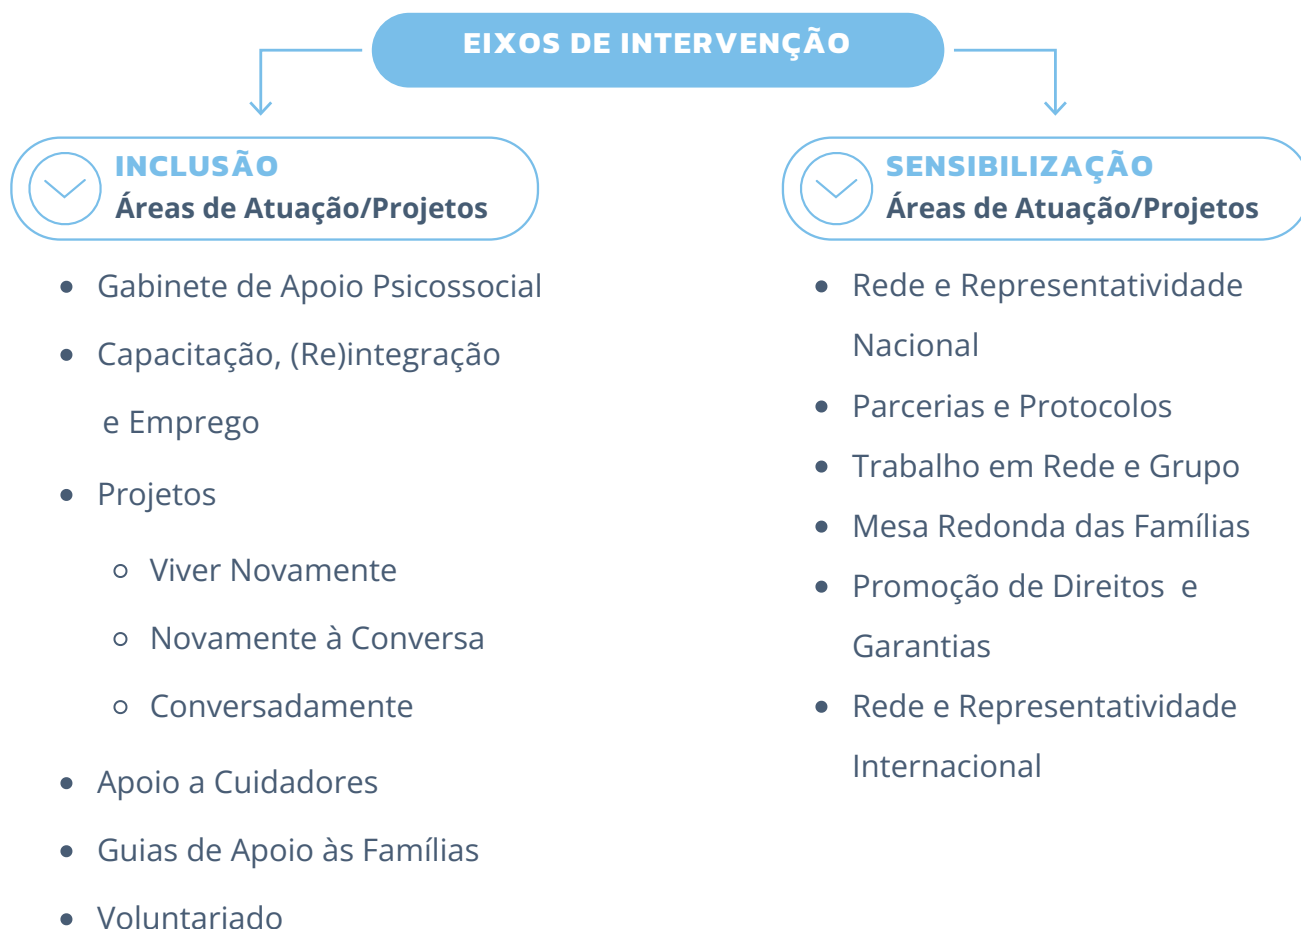 EIXOS DE INTERVENÇÃO
INCLUSÃO
Áreas de Atuação/Projetos
Gabinete de Apoio Psicossocial
Capacitação, (Re)integração
e Emprego
Projetos
Viver Novamente
Novamente à Conversa
Conversadamente
Apoio a Cuidadores
Guias de Apoio às Famílias
Voluntariado
SENSIBILIZAÇÃO
Áreas de Atuação/Projetos
Rede e Representatividade
Nacional
Parcerias e Protocolos
Trabalho em Rede e Grupo
Mesa Redonda das Famílias
Promoção de Direitos e
Garantias
Rede e Representatividade
Internacional